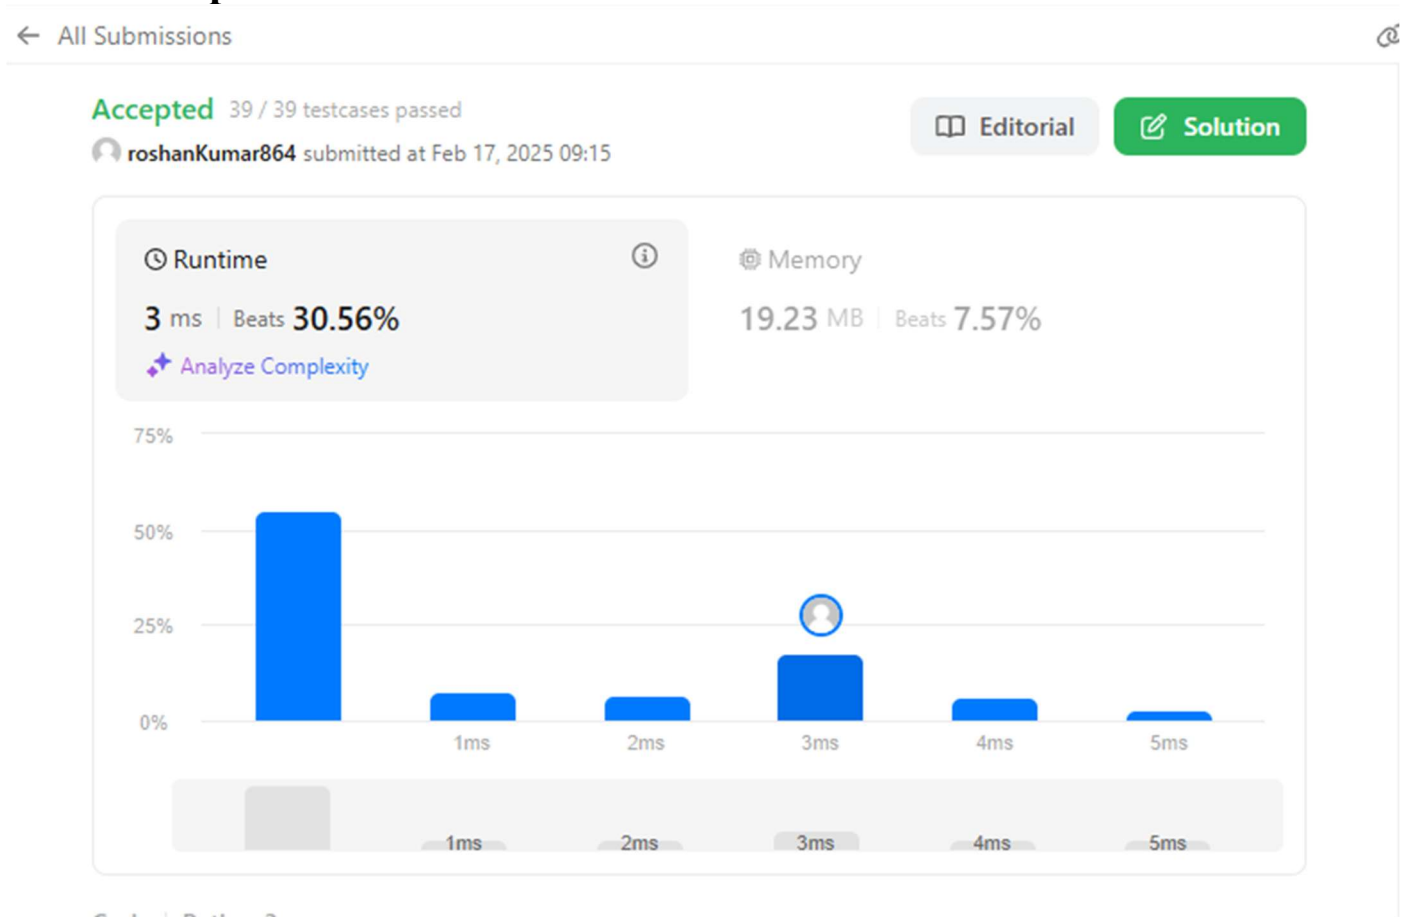 All Submissions
Accepted 39 / 39 testcases passed
Editorial
Solution
roshanKumar864 submitted at Feb 17, 2025 09:15
Runtime
3 ms | Beats 30.56%
Analyze Complexity
Memory
19.23 MB | Beats 7.57%
75%
50%
25%
0%
1ms 2ms 3ms 4ms 5ms
1ms 2ms 3ms 4ms 5ms